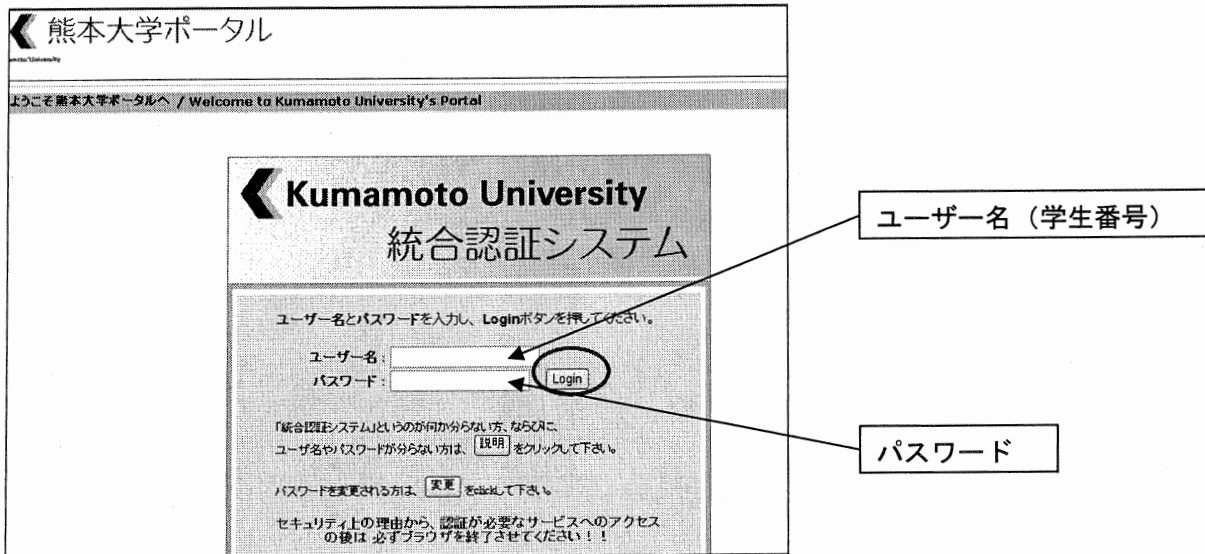 熊本大学ポータル
ようこそ熊本大学ポータルへ / Welcome to Kumamoto University's Portal
Kumamoto University
統合認証システム
ユーザー名（学生番号）
ユーザー名とパスワードを入力し、Loginボタンを押してください。
ユーザー名:
パスワード:
Login
パスワード
「統合認証システム」というのが何か分らない方、ならびに、
ユーザ名やパスワードが分らない方は、 説明 をクリックして下さい。
パスワードを変更される方は、 変更 をclickして下さい。
セキュリティ上の理由から、認証が必要なサービスへのアクセス
の後は 必ずブラウザを終了させてください！！